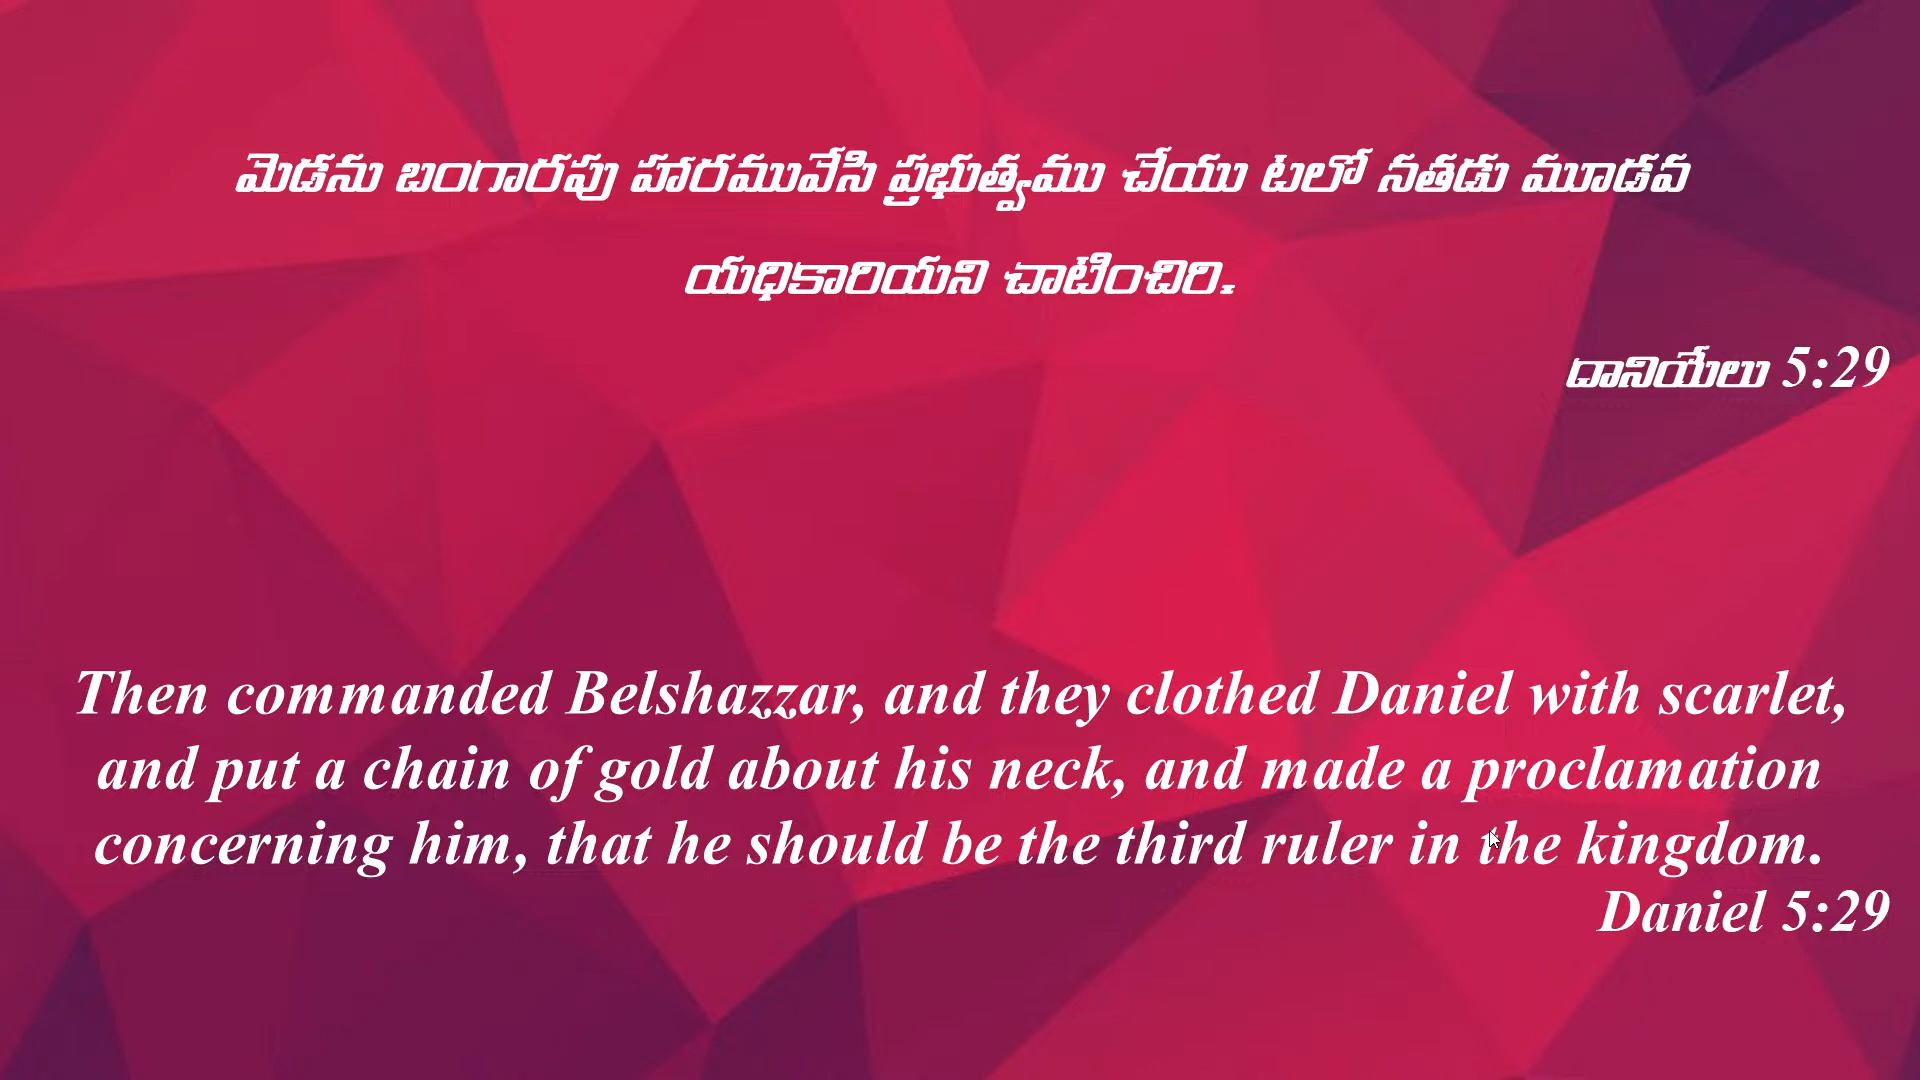 మెడను బంగారపు హారమువేసి ప్రభుత్వము చేయు టలో నతడు మూడవ
యధికారియని చాటించిరి.
దానియేలు 5:29
Then commanded Belshazzar, and they clothed Daniel with scarlet,
and put a chain of gold about his neck, and made a proclamation
concerning him, that he should be the third ruler in the kingdom.
Daniel 5:29